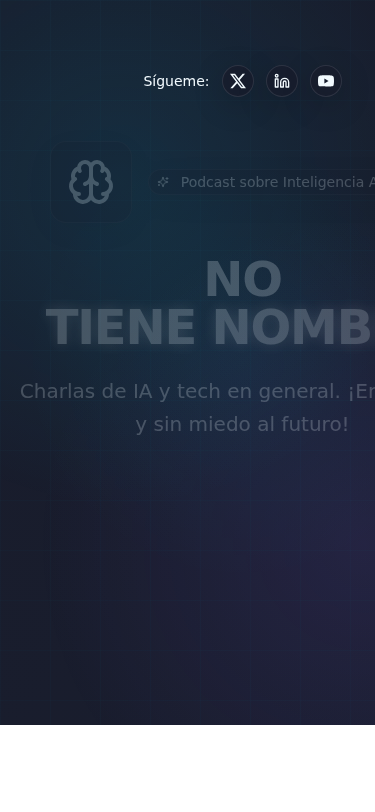 Sígueme:
Podcast sobre Inteligencia A
NO
TIENE NOMB
Charlas de IA y tech en general. ¡En
y sin miedo al futuro!